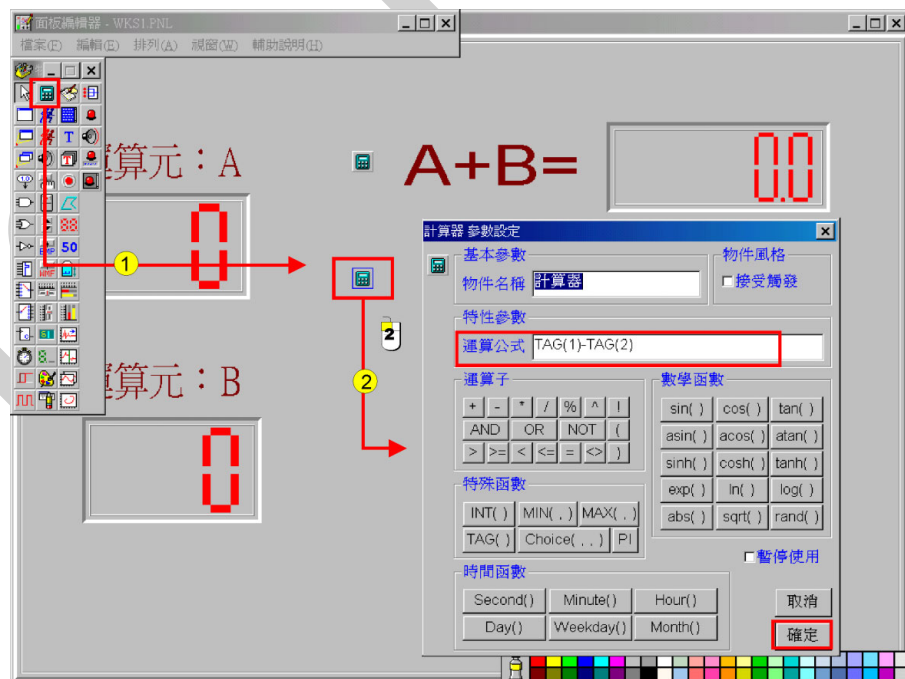 面板編輯器 - WKS1.PNL
檔案(F) 編輯(E) 排列(A) 視窗(W) 輔助說明(H)
運算元：A
0
A+B=
0.0
1
2
2
運算元：B
0
計算器 參數設定
基本參數
物件名稱 計算器
物件風格
接受觸發
特性參數
運算公式 TAG(1)-TAG(2)
運算子
+ - * / % ^ !
AND OR NOT (
> >= < <= = <> )
數學函數
sin( ) cos( ) tan( )
asin( ) acos( ) atan( )
sinh( ) cosh( ) tanh( )
exp( ) ln( ) log( )
abs( ) sqrt( ) rand( )
特殊函數
INT( ) MIN( , ) MAX( , )
TAG( ) Choice( , , ) PI
暫停使用
時間函數
Second() Minute() Hour()
Day() Weekday() Month()
取消
確定
T
88
50